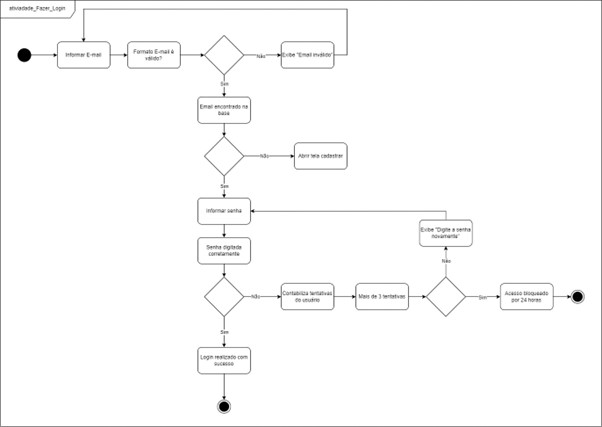 atividade_Fazer_Login
Informar E-mail
Formato E-mail é
válido?
Não
Exibe "Email inválido"
Sim
Email encontrado na
base
Não
Abrir tela cadastrar
Sim
Informar senha
Exibe "Digite a senha
novamente"
Senha digitada
corretamente
Não
Não
Contabiliza tentativas
do usuário
Mais de 3 tentativas
Sim
Acesso bloqueado
por 24 horas
Sim
Login realizado com
sucesso